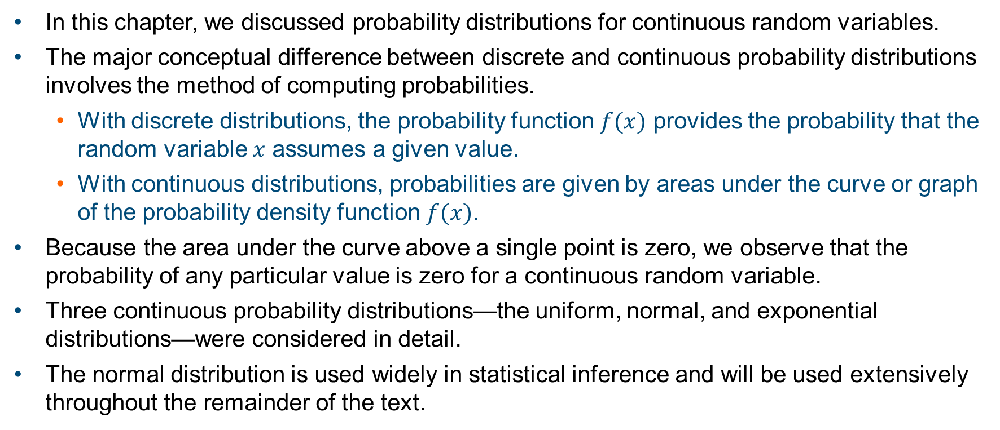 • In this chapter, we discussed probability distributions for continuous random variables.
• The major conceptual difference between discrete and continuous probability distributions
involves the method of computing probabilities.
• With discrete distributions, the probability function f(x) provides the probability that the
random variable x assumes a given value.
• With continuous distributions, probabilities are given by areas under the curve or graph
of the probability density function f(x).
• Because the area under the curve above a single point is zero, we observe that the
probability of any particular value is zero for a continuous random variable.
• Three continuous probability distributions—the uniform, normal, and exponential
distributions—were considered in detail.
• The normal distribution is used widely in statistical inference and will be used extensively
throughout the remainder of the text.